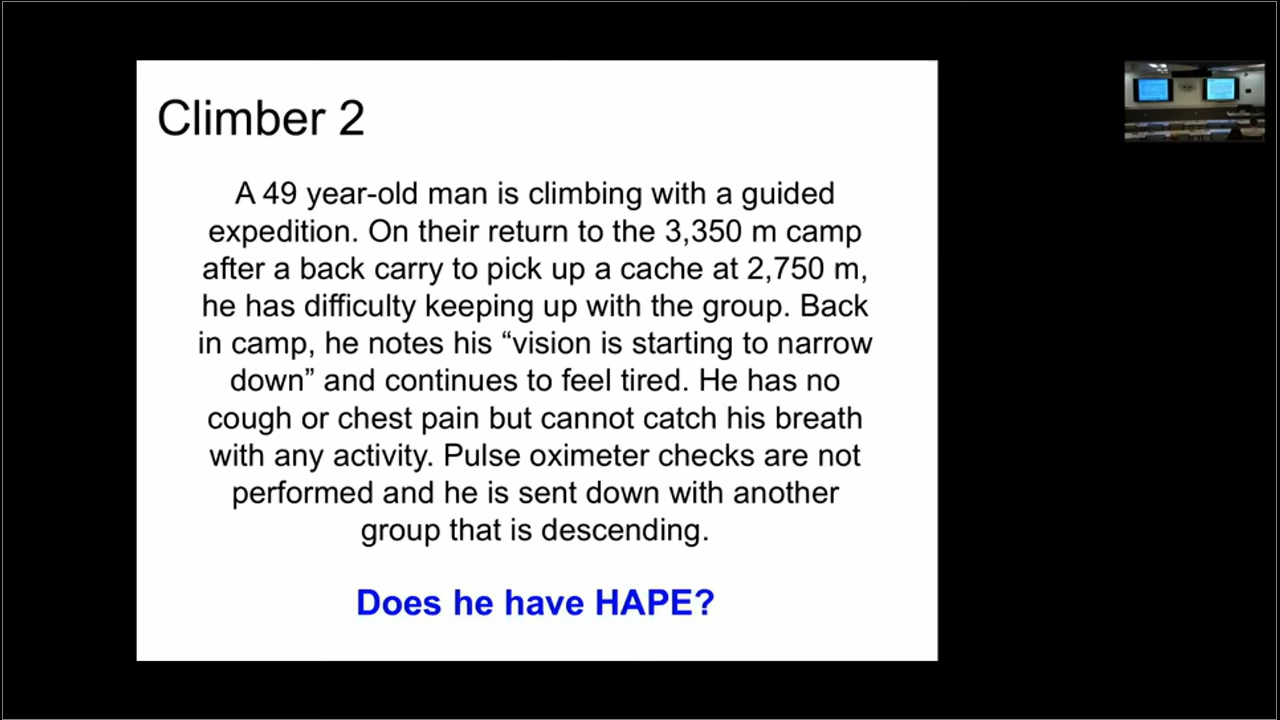 Climber 2
A 49 year-old man is climbing with a guided
expedition. On their return to the 3,350 m camp
after a back carry to pick up a cache at 2,750 m,
he has difficulty keeping up with the group. Back
in camp, he notes his “vision is starting to narrow
down” and continues to feel tired. He has no
cough or chest pain but cannot catch his breath
with any activity. Pulse oximeter checks are not
performed and he is sent down with another
group that is descending.
Does he have HAPE?